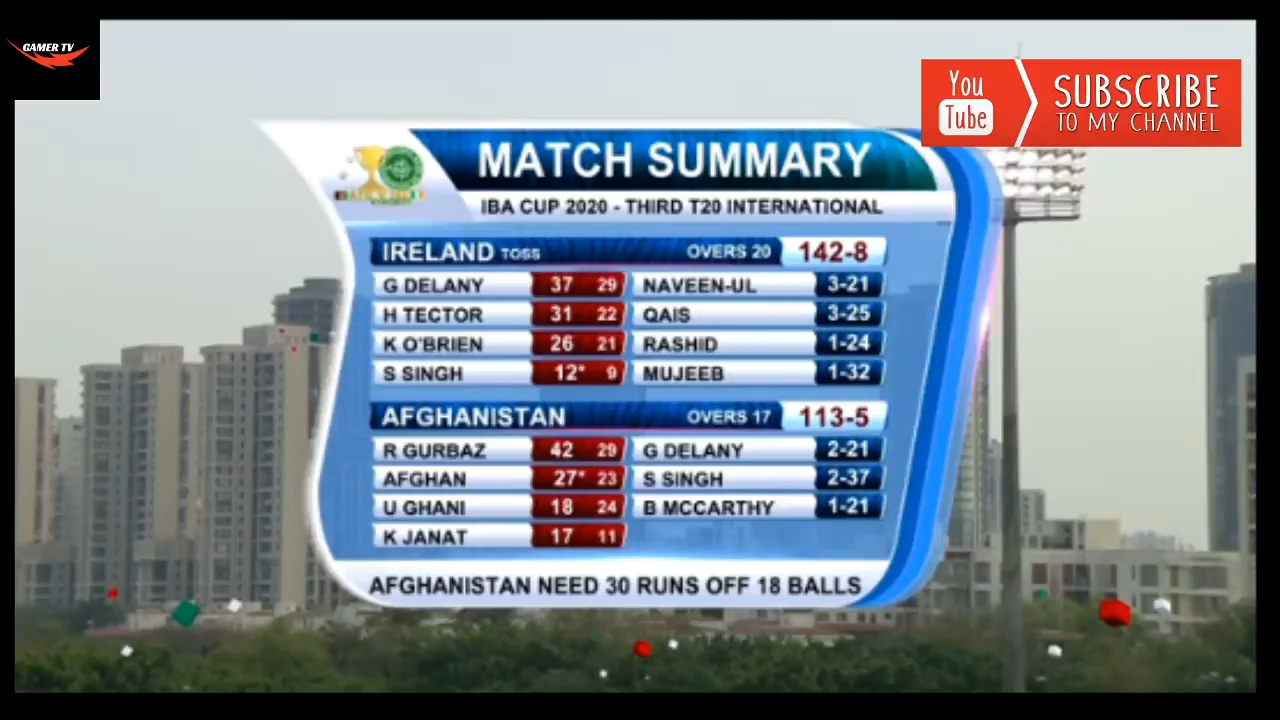 GAMER TV
You
Tube
SUBSCRIBE
TO MY CHANNEL
MATCH SUMMARY
IBA CUP 2020 - THIRD T20 INTERNATIONAL
IRELAND TOSS OVERS 20 142-8
G DELANY 37 29 NAVEEN-UL 3-21
H TECTOR 31 22 QAIS 3-25
K O'BRIEN 26 21 RASHID 1-24
S SINGH 12* 9 MUJEEB 1-32
AFGHANISTAN OVERS 17 113-5
R GURBAZ 42 29 G DELANY 2-21
AFGHAN 27* 23 S SINGH 2-37
U GHANI 18 24 B MCCARTHY 1-21
K JANAT 17 11
AFGHANISTAN NEED 30 RUNS OFF 18 BALLS